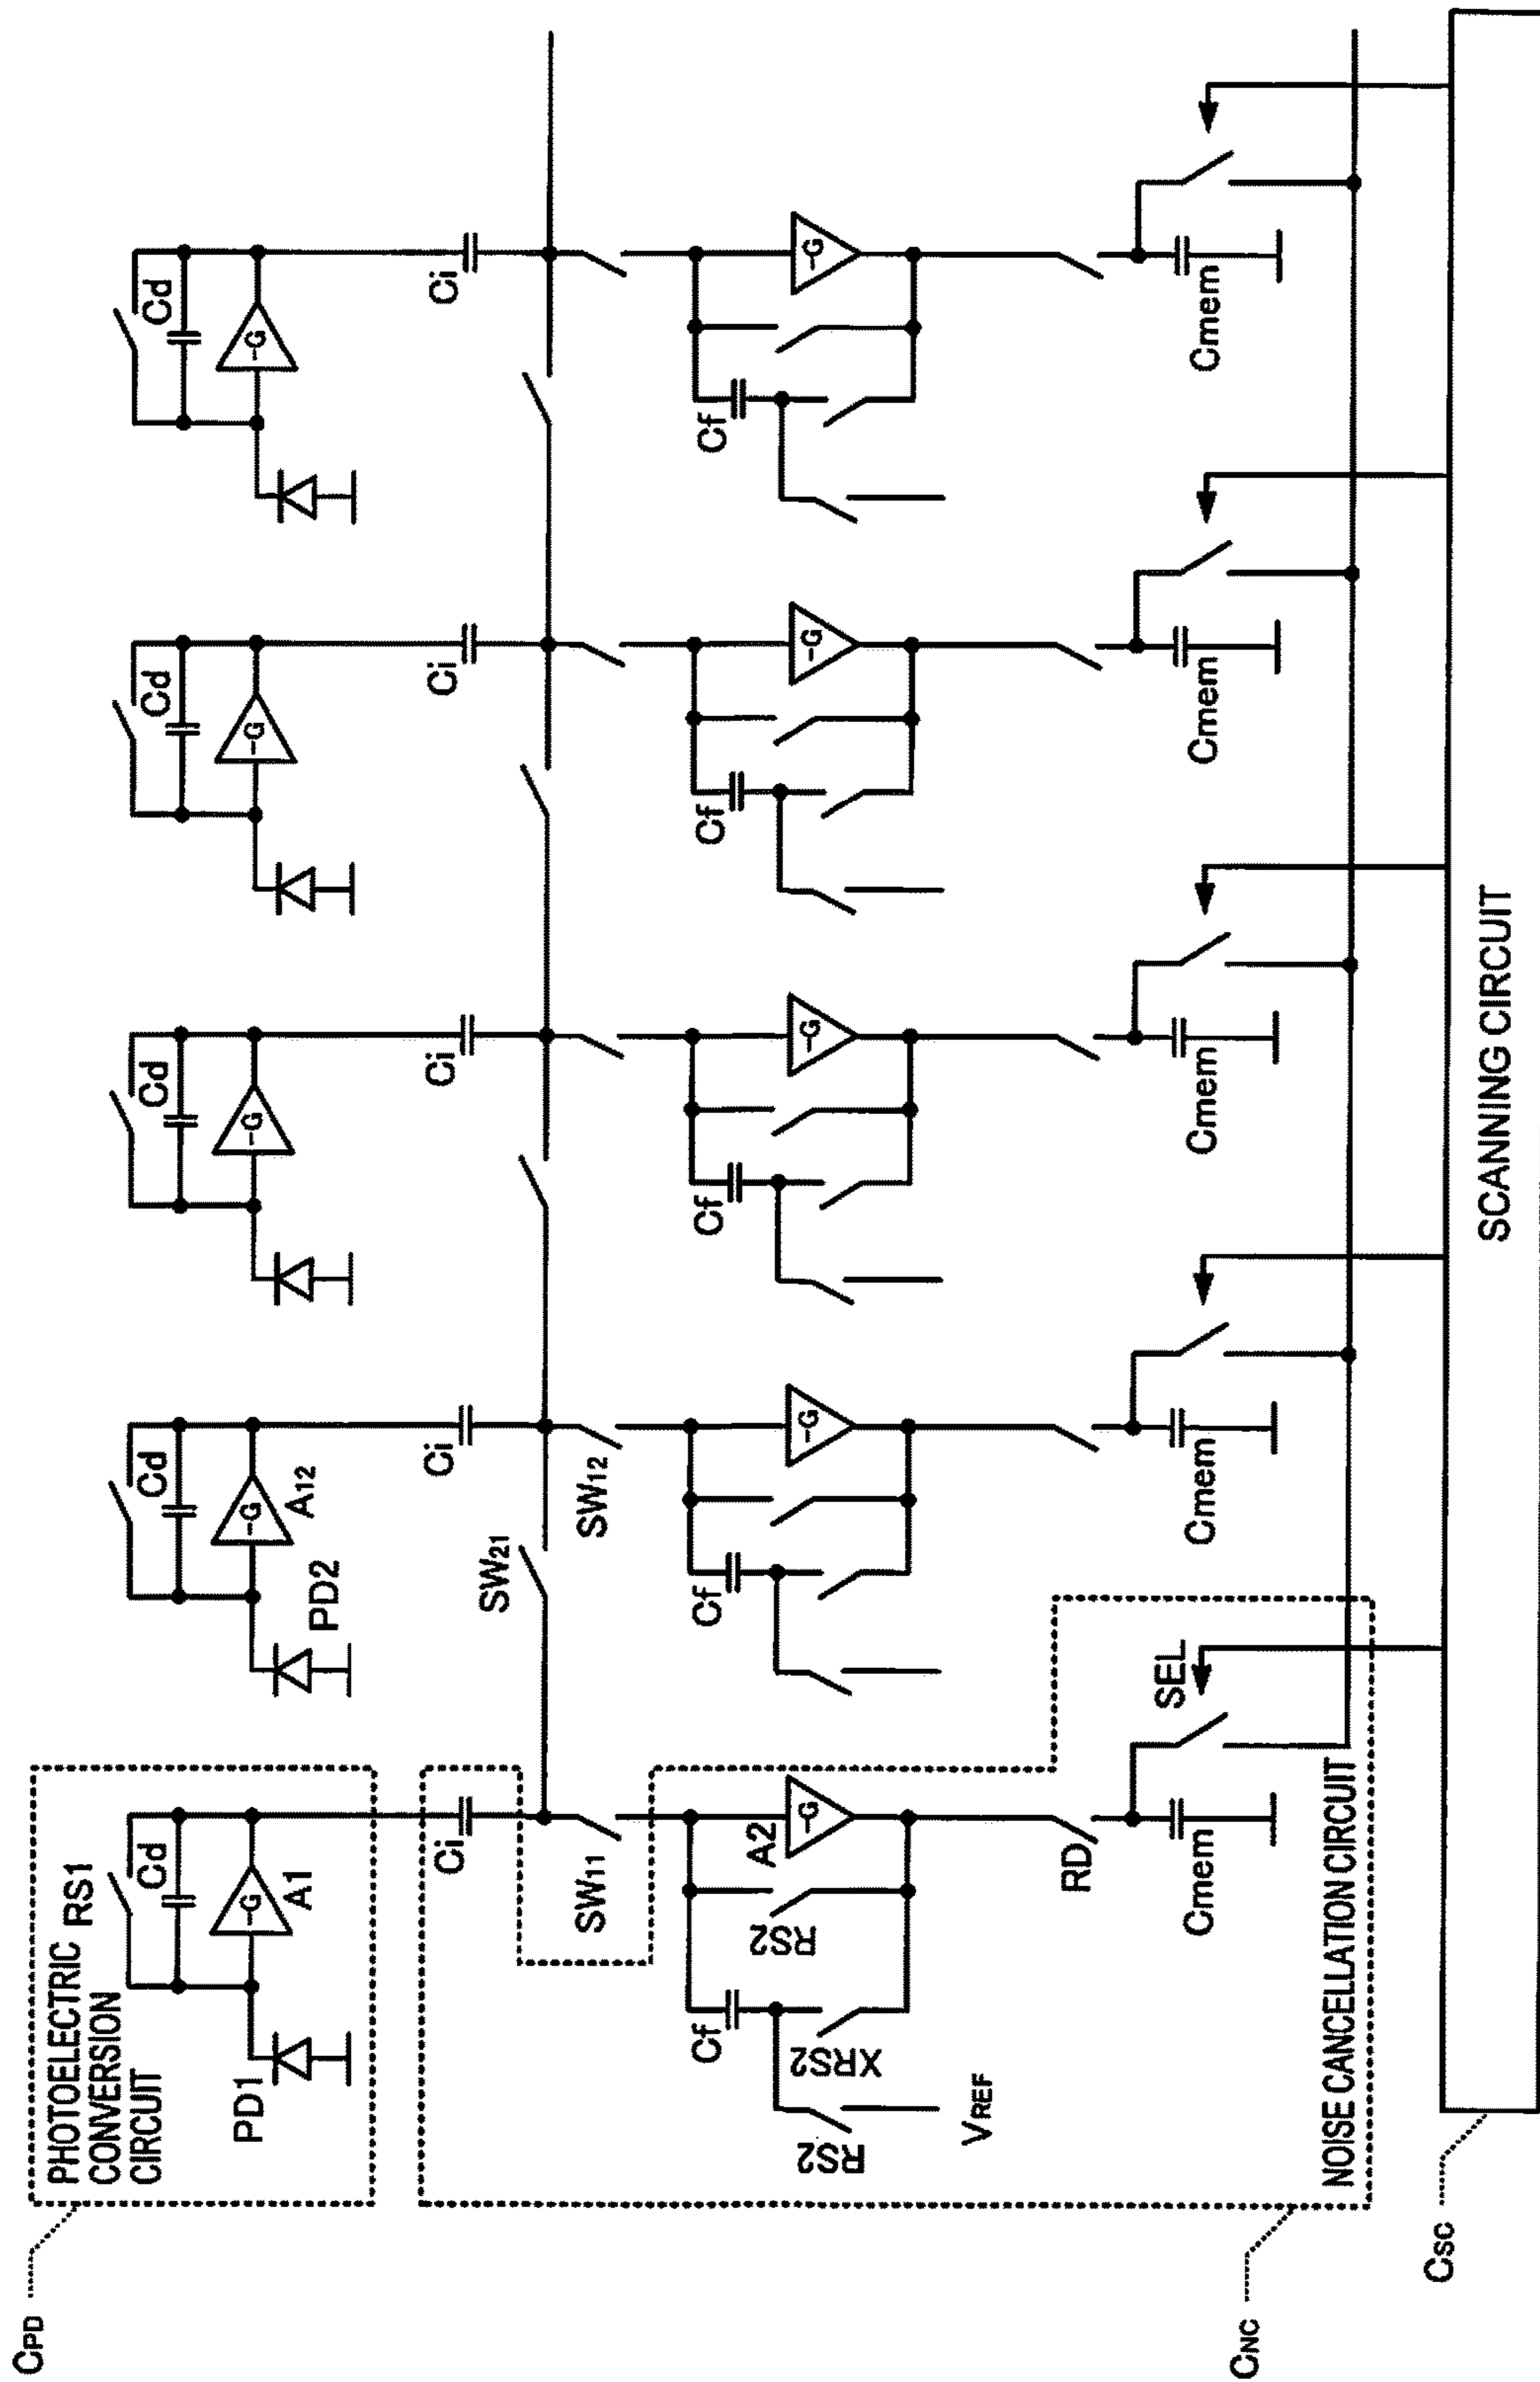 CPD
PHOTOELECTRIC
CONVERSION
CIRCUIT
RS1
Cd
Cd
Cd
Cd
Cd
-G
-G
-G
-G
-G
PD1
A1
PD2
A12
Ci
Ci
Ci
Ci
Ci
SW21
SW11
SW12
Cf
Cf
Cf
Cf
Cf
RS2
A2
-G
-G
-G
-G
-G
RS2
XRS2
VREF
RD
SEL
Cmem
Cmem
Cmem
Cmem
Cmem
CNC
NOISE CANCELLATION CIRCUIT
CSC
SCANNING CIRCUIT